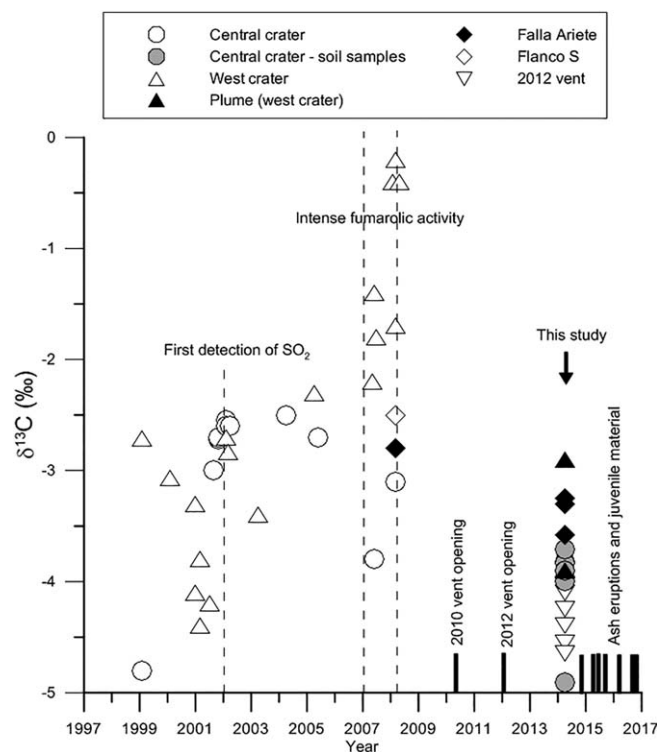 Central crater
Central crater - soil samples
West crater
Plume (west crater)
Falla Ariete
Flanco S
2012 vent
0
-1
-2
-3
-4
-5
δ13C (‰)
Intense fumarolic activity
First detection of SO2
This study
2010 vent opening
2012 vent opening
Ash eruptions and juvenile material
1997 1999 2001 2003 2005 2007 2009 2011 2013 2015 2017
Year